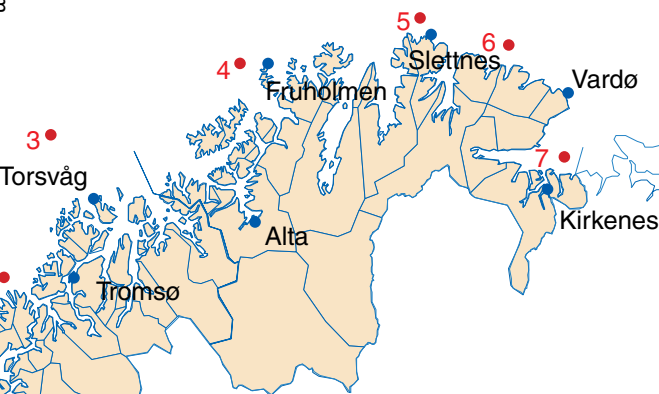 5
6
Slettnes
4
Vardø
Fruholmen
3
7
Torsvåg
Kirkenes
Alta
Tromsø